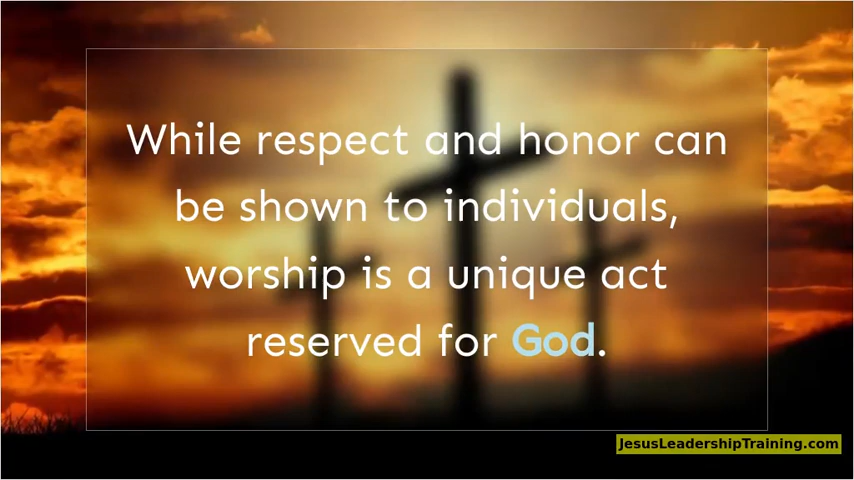 While respect and honor can
be shown to individuals,
worship is a unique act
reserved for God.
JesusLeadershipTraining.com